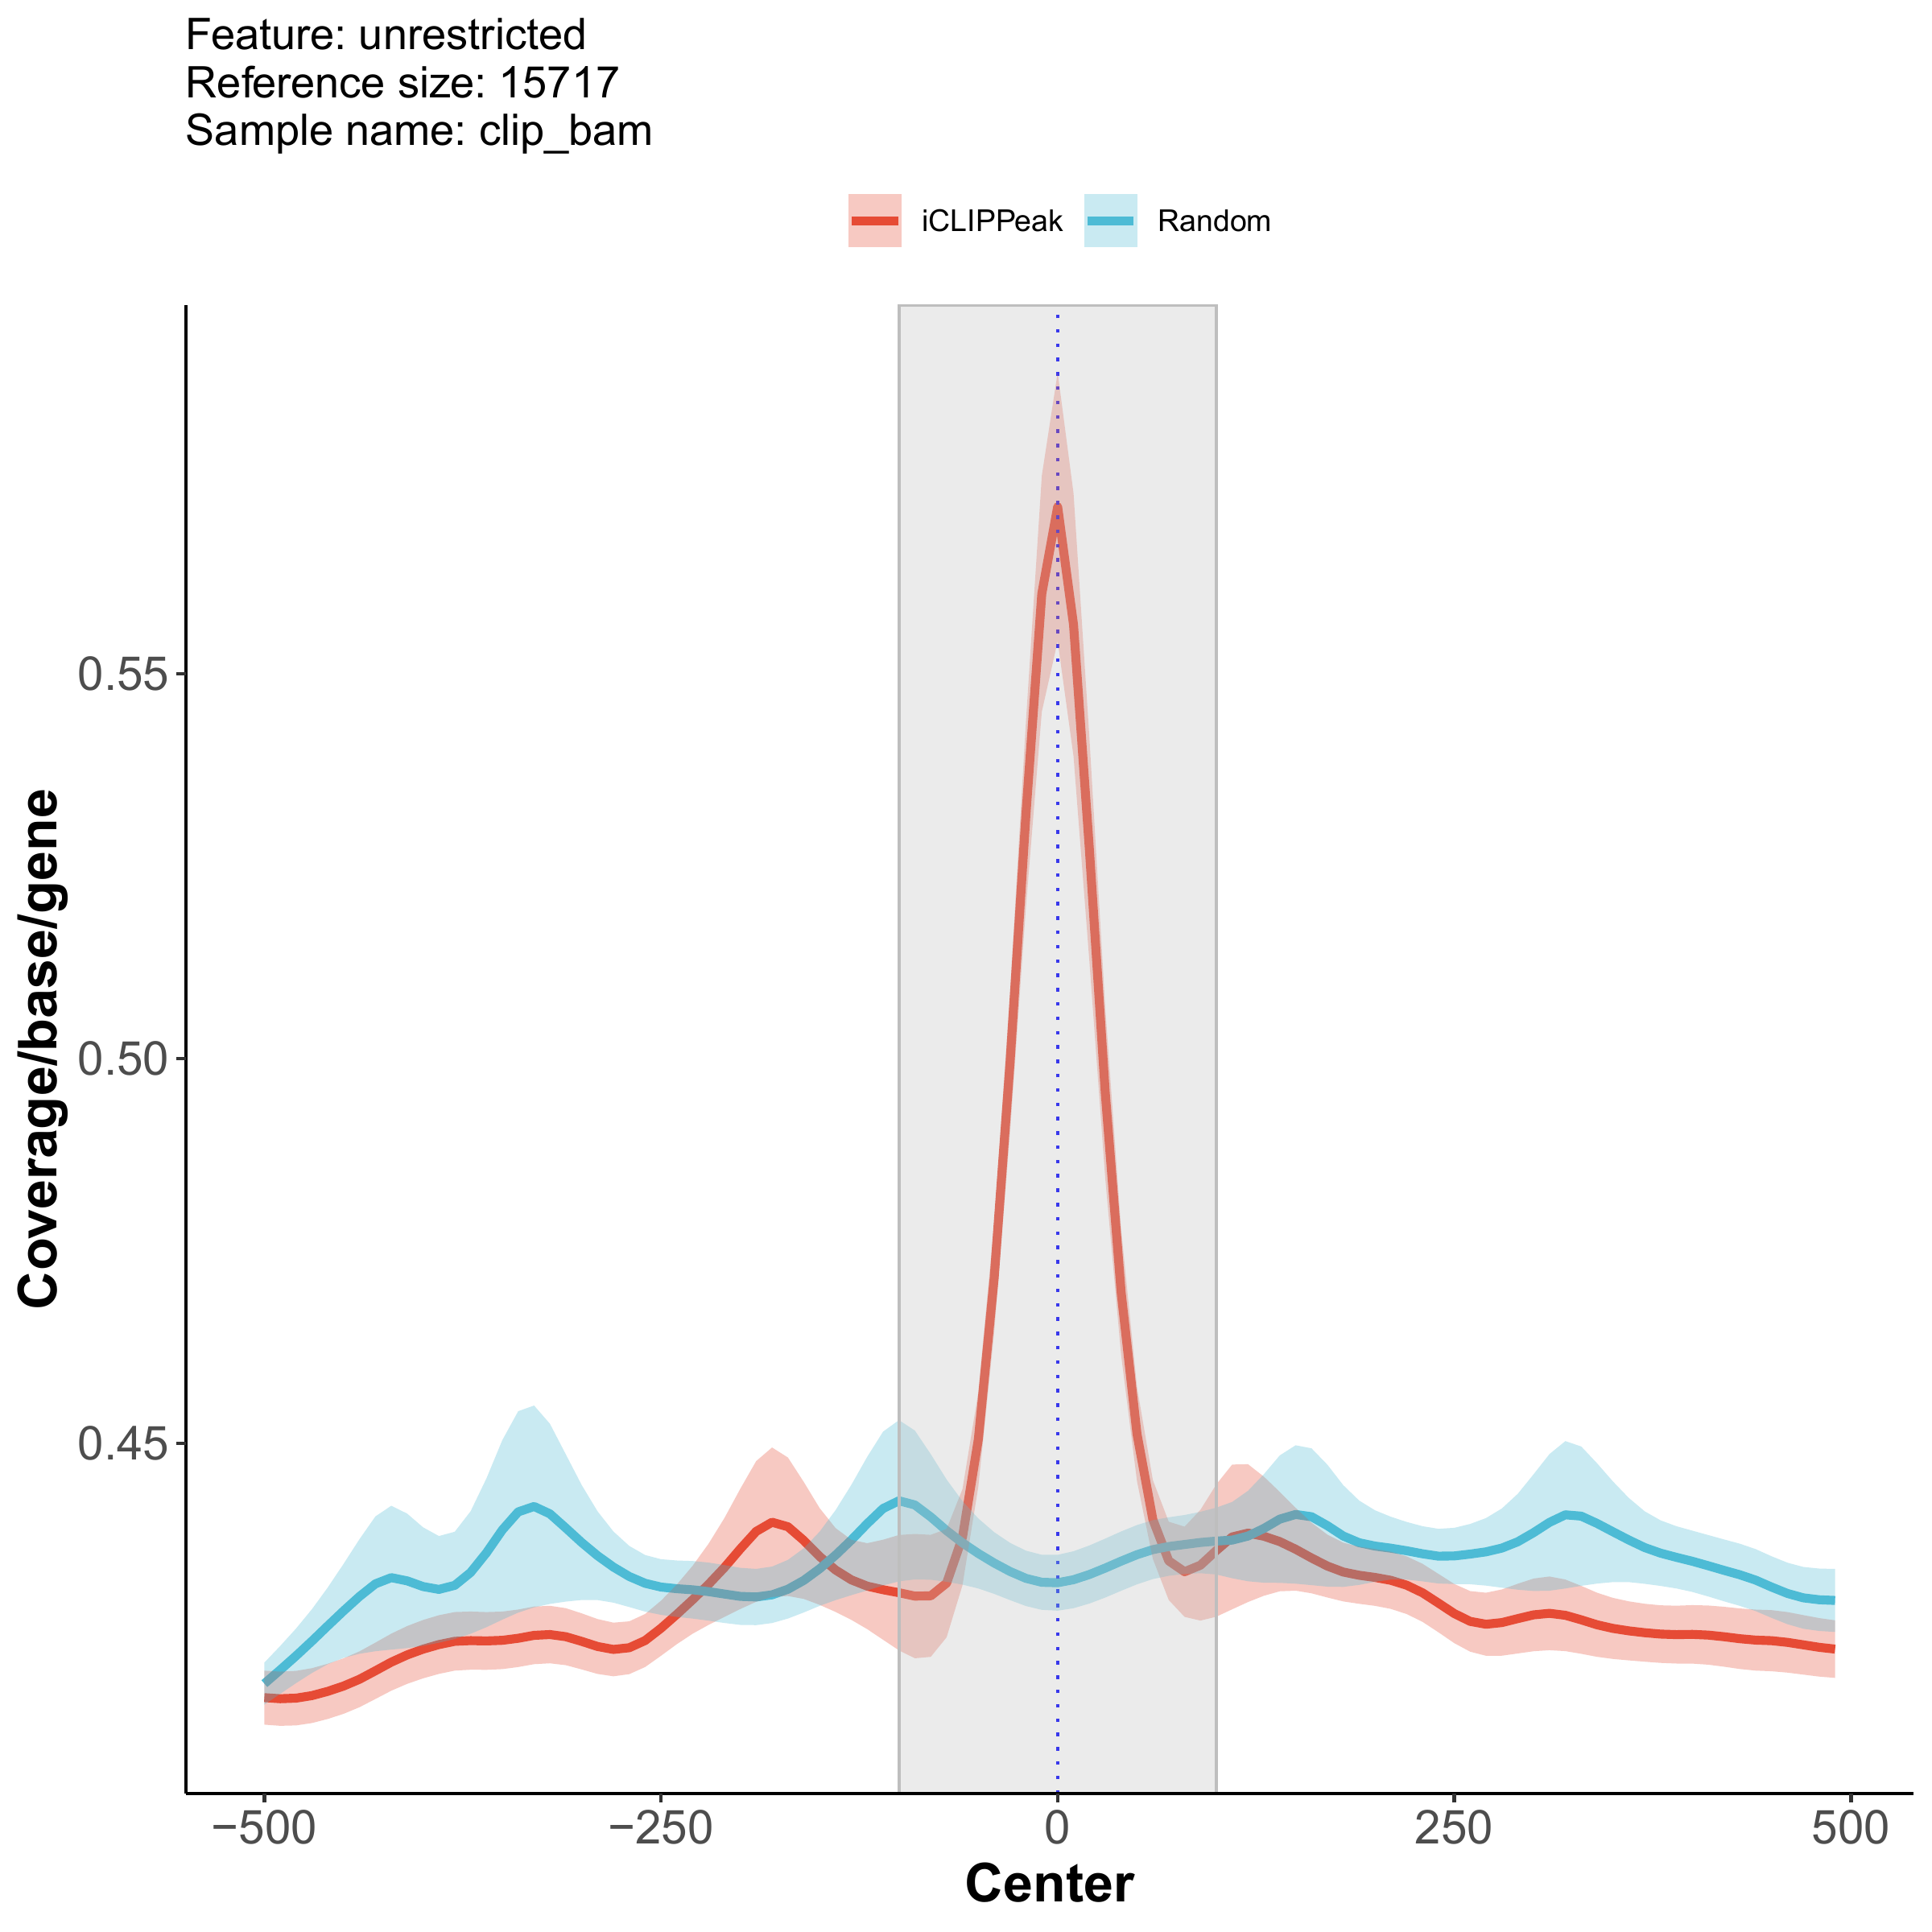 Feature: unrestricted
Reference size: 15717
Sample name: clip_bam
iCLIPPeak Random
Coverage/base/gene
0.55
0.50
0.45
−500 −250 0 250 500
Center